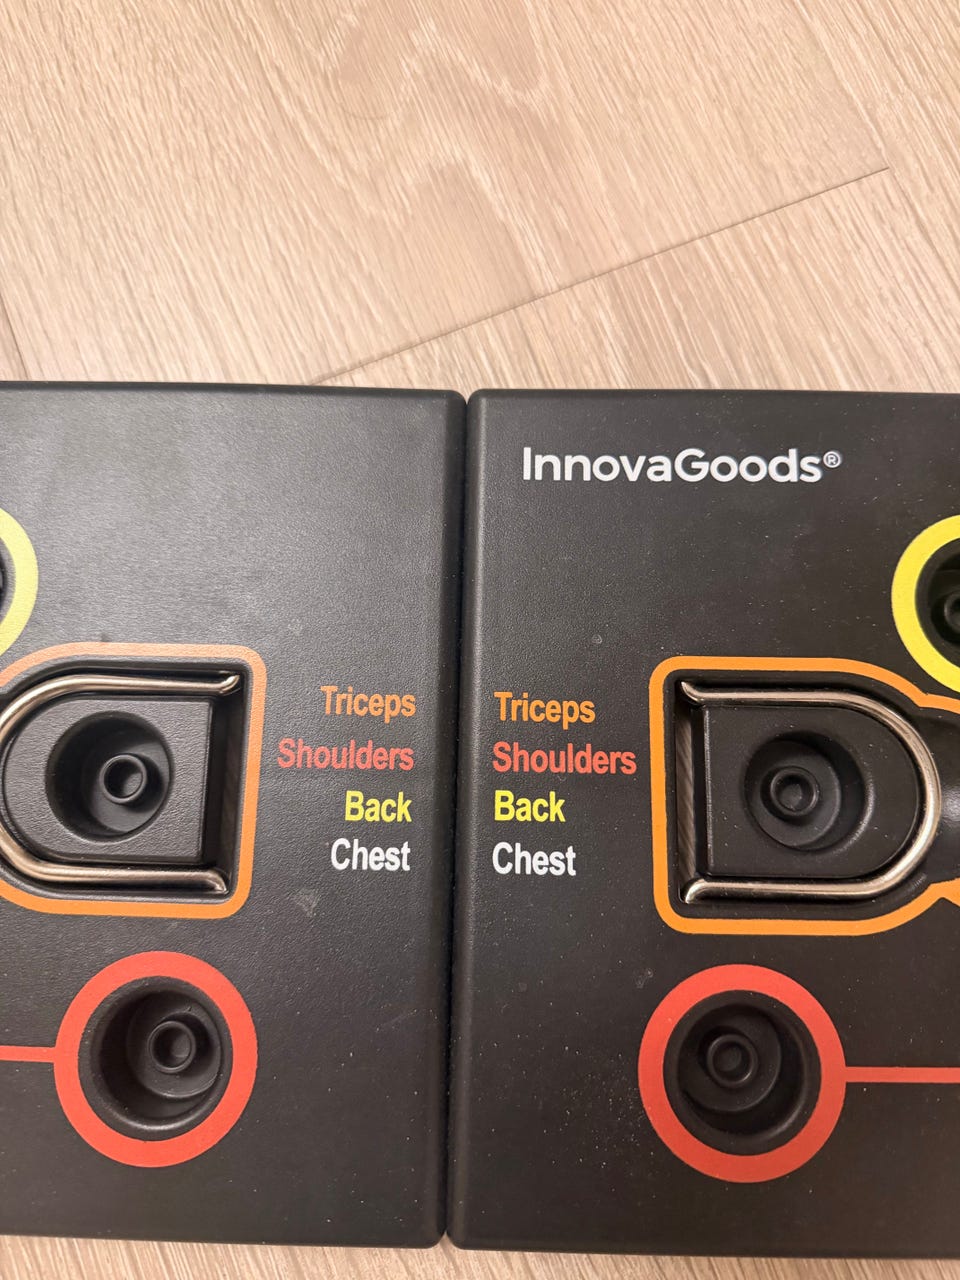 InnovaGoods®
Triceps
Shoulders
Back
Chest
Triceps
Shoulders
Back
Chest